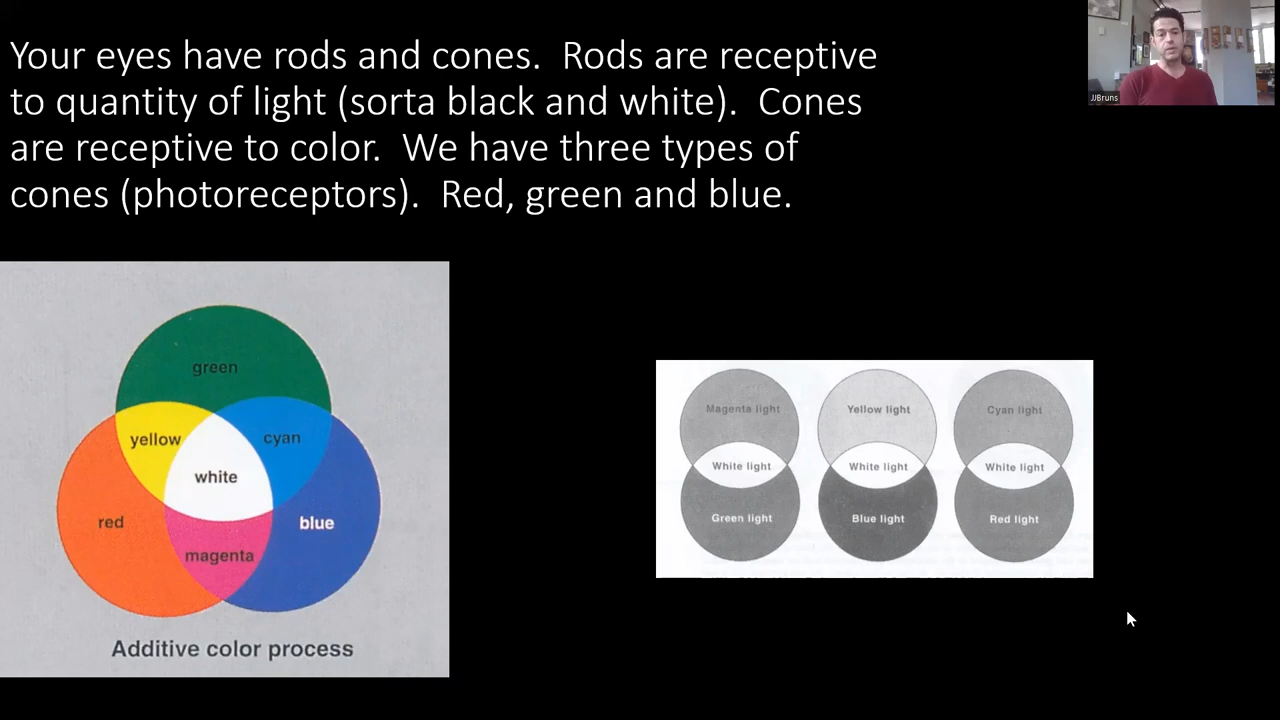 Your eyes have rods and cones.  Rods are receptive
to quantity of light (sorta black and white).  Cones
are receptive to color.  We have three types of
cones (photoreceptors).  Red, green and blue.
JJBruns
green
yellow
cyan
white
red
blue
magenta
Additive color process
Magenta light
Yellow light
Cyan light
White light
White light
White light
Green light
Blue light
Red light